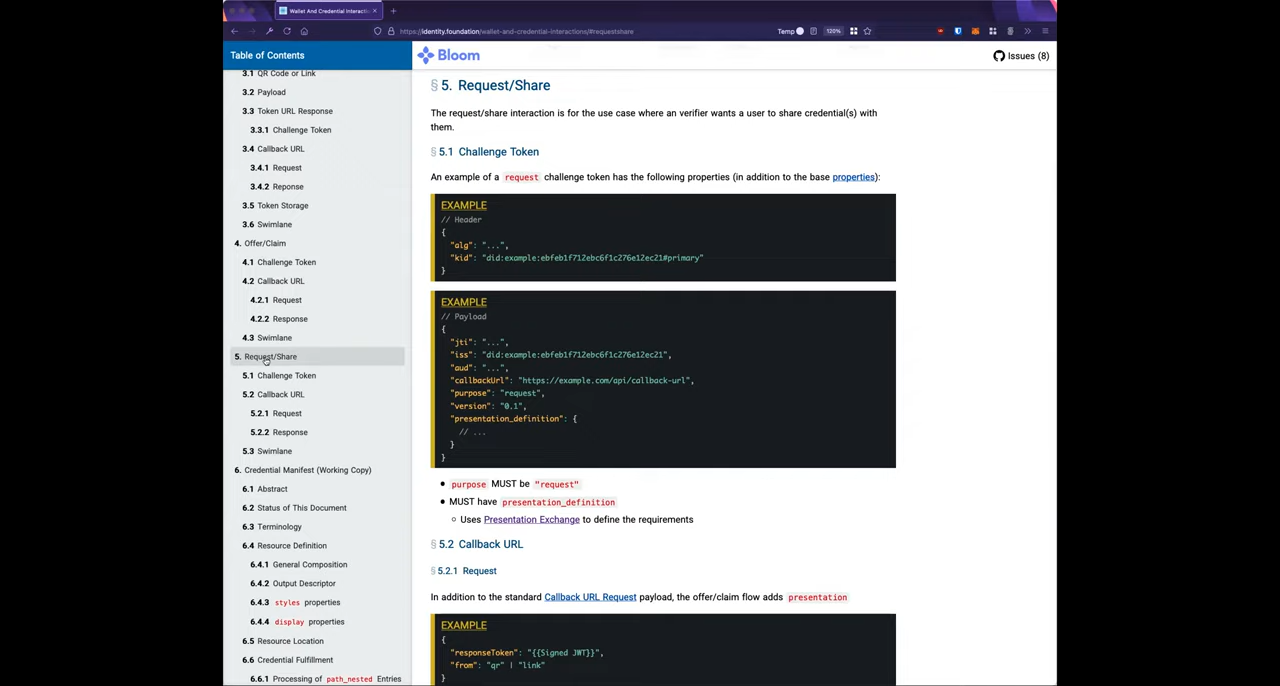 Wallet And Credential Interacti
https://identity.foundation/wallet-and-credential-interactions/#requestshare
Temp
120%
Table of Contents
Bloom
Issues (8)
3.1 QR Code or Link
3.2 Payload
3.3 Token URL Response
3.3.1 Challenge Token
3.4 Callback URL
3.4.1 Request
3.4.2 Reponse
3.5 Token Storage
3.6 Swimlane
4. Offer/Claim
4.1 Challenge Token
4.2 Callback URL
4.2.1 Request
4.2.2 Response
4.3 Swimlane
5. Request/Share
5.1 Challenge Token
5.2 Callback URL
5.2.1 Request
5.2.2 Response
5.3 Swimlane
6. Credential Manifest (Working Copy)
6.1 Abstract
6.2 Status of This Document
6.3 Terminology
6.4 Resource Definition
6.4.1 General Composition
6.4.2 Output Descriptor
6.4.3 styles properties
6.4.4 display properties
6.5 Resource Location
6.6 Credential Fulfillment
6.6.1 Processing of path_nested Entries
§ 5. Request/Share
The request/share interaction is for the use case where an verifier wants a user to share credential(s) with
them.
§ 5.1 Challenge Token
An example of a request challenge token has the following properties (in addition to the base properties):
EXAMPLE
// Header
{
"alg": "...",
"kid": "did:example:ebfeb1f712ebc6f1c276e12ec21#primary"
}
EXAMPLE
// Payload
{
"jti": "...",
"iss": "did:example:ebfeb1f712ebc6f1c276e12ec21",
"aud": "...",
"callbackUrl": "https://example.com/api/callback-url",
"purpose": "request",
"version": "0.1",
"presentation_definition": {
// ...
}
}
• purpose MUST be "request"
• MUST have presentation_definition
○ Uses Presentation Exchange to define the requirements
§ 5.2 Callback URL
§ 5.2.1 Request
In addition to the standard Callback URL Request payload, the offer/claim flow adds presentation
EXAMPLE
{
"responseToken": "{{Signed JWT}}",
"from": "qr" | "link"
}